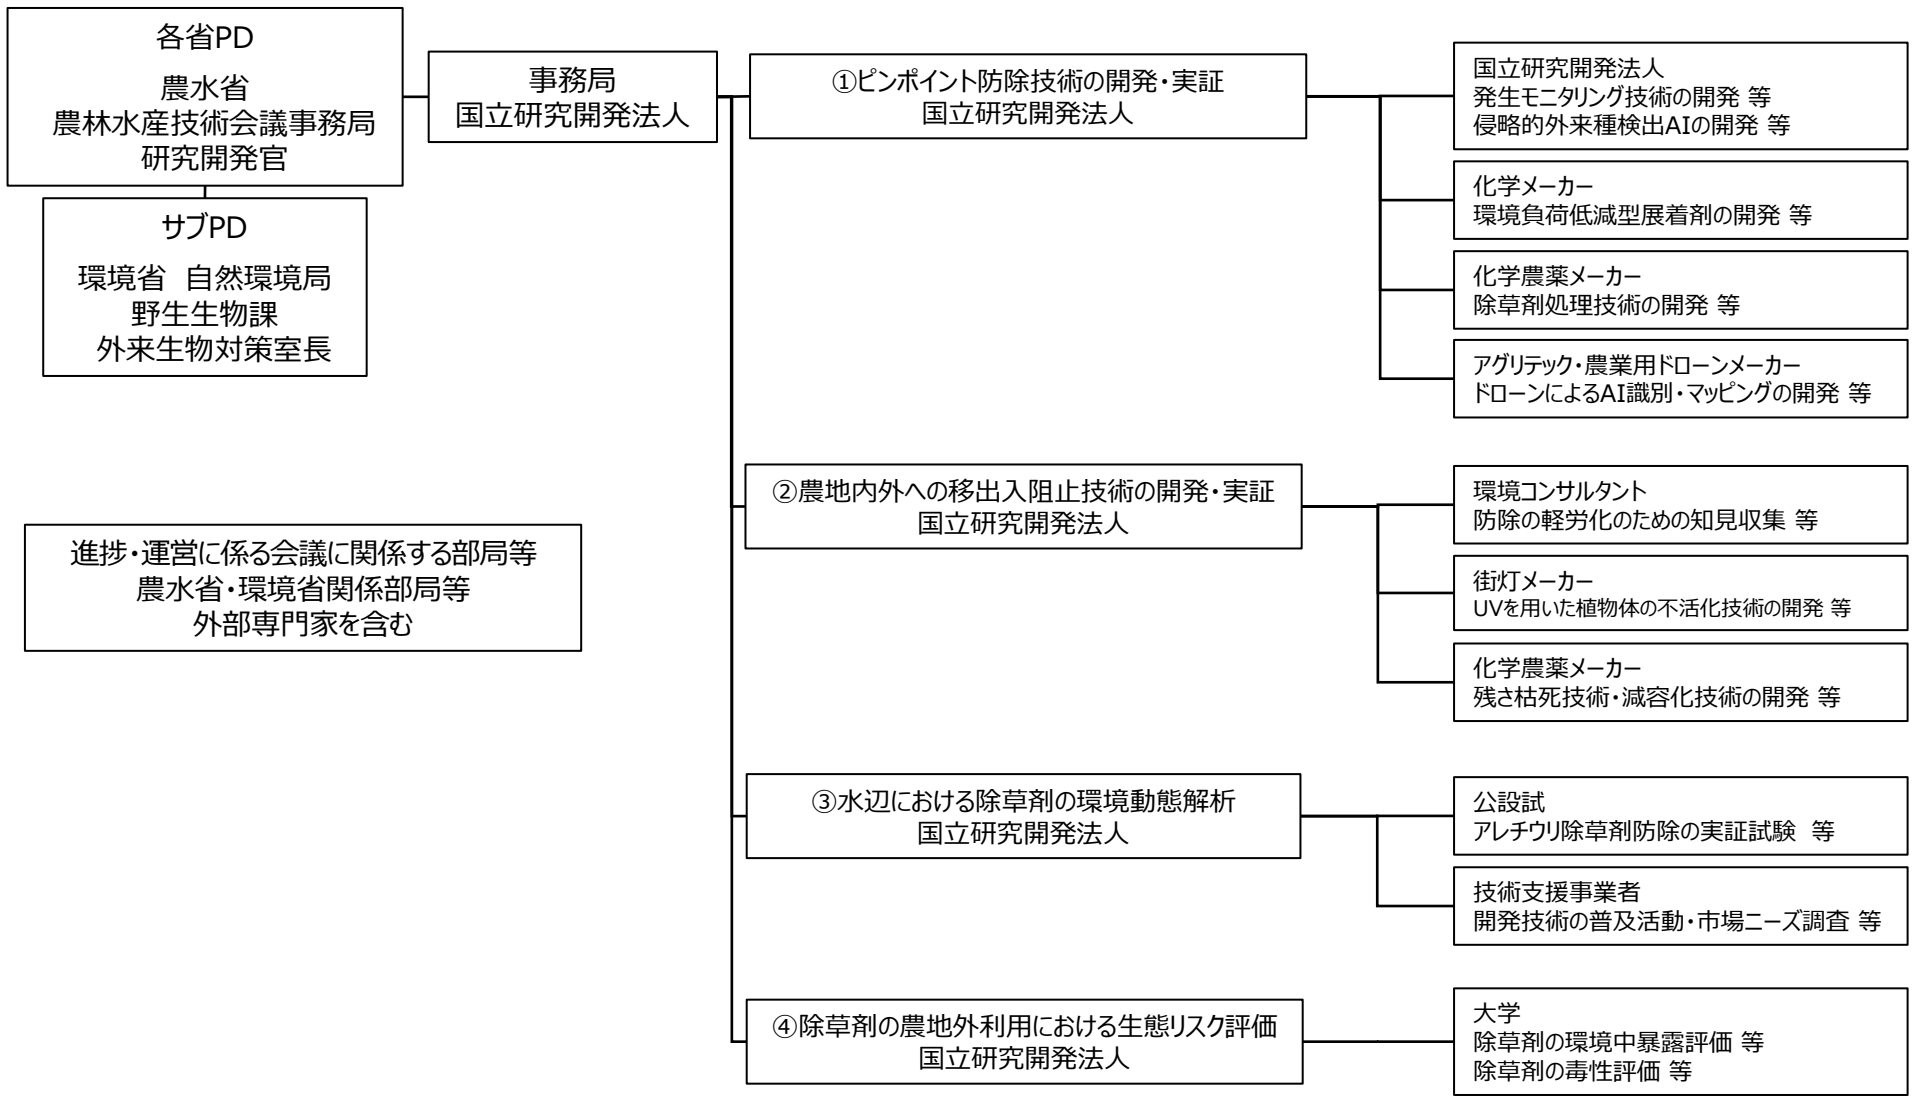 各省PD
農水省
農林水産技術会議事務局
研究開発官
サブPD
環境省　自然環境局
野生生物課
外来生物対策室長
進捗・運営に係る会議に関係する部局等
農水省・環境省関係部局等
外部専門家を含む
事務局
国立研究開発法人
①ピンポイント防除技術の開発・実証
国立研究開発法人
国立研究開発法人
発生モニタリング技術の開発 等
侵略的外来種検出AIの開発 等
化学メーカー
環境負荷低減型展着剤の開発 等
化学農薬メーカー
除草剤処理技術の開発 等
アグリテック・農業用ドローンメーカー
ドローンによるAI識別・マッピングの開発 等
②農地内外への移出入阻止技術の開発・実証
国立研究開発法人
環境コンサルタント
防除の軽労化のための知見収集 等
街灯メーカー
UVを用いた植物体の不活化技術の開発 等
化学農薬メーカー
残さ枯死技術・減容化技術の開発 等
③水辺における除草剤の環境動態解析
国立研究開発法人
公設試
アレチウリ除草剤防除の実証試験 等
技術支援事業者
開発技術の普及活動・市場ニーズ調査 等
④除草剤の農地外利用における生態リスク評価
国立研究開発法人
大学
除草剤の環境中暴露評価 等
除草剤の毒性評価 等